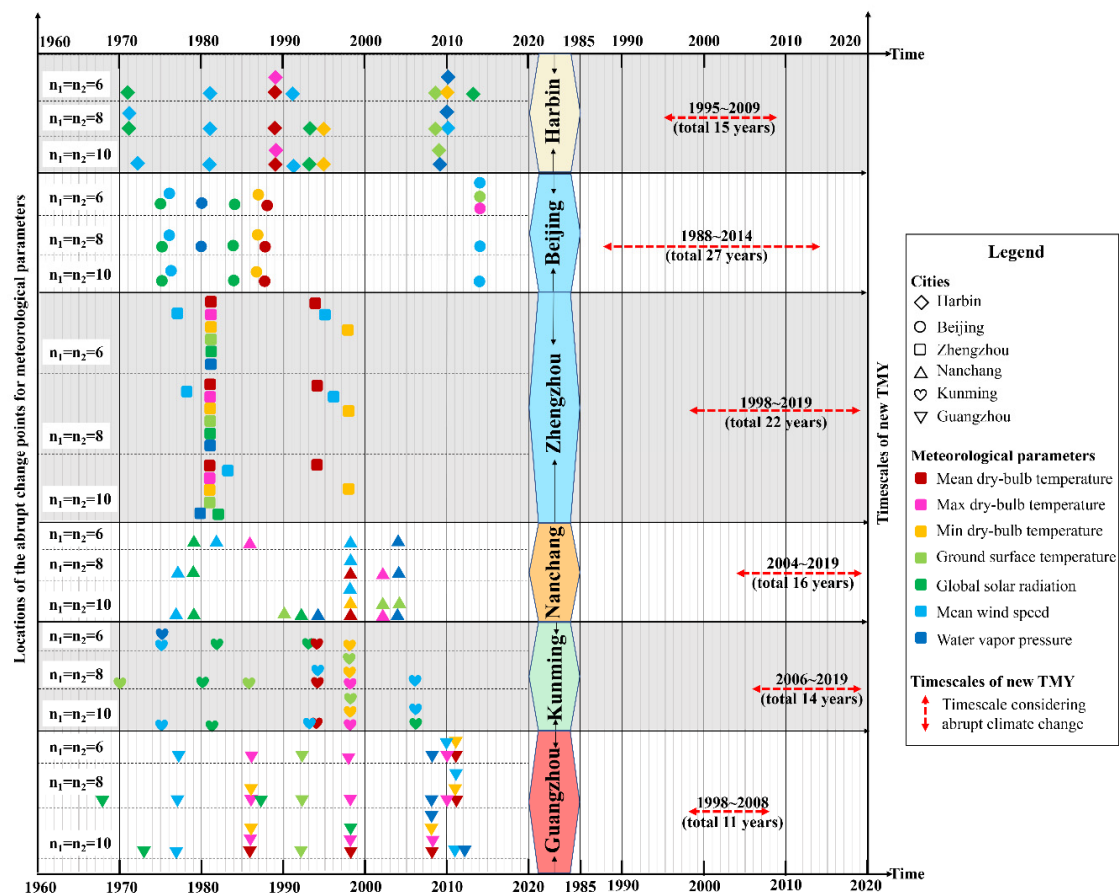 1960 1970 1980 1990 2000 2010 2020 1985 1990 2000 2010 2020 Time
Locations of the abrupt change points for meteorological parameters
n₁=n₂=6
n₁=n₂=8
n₁=n₂=10
Harbin
1995~2009
(total 15 years)
n₁=n₂=6
n₁=n₂=8
n₁=n₂=10
Beijing
1988~2014
(total 27 years)
n₁=n₂=6
n₁=n₂=8
n₁=n₂=10
Zhengzhou
1998~2019
(total 22 years)
n₁=n₂=6
n₁=n₂=8
n₁=n₂=10
Nanchang
2004~2019
(total 16 years)
n₁=n₂=6
n₁=n₂=8
n₁=n₂=10
Kunming
2006~2019
(total 14 years)
n₁=n₂=6
n₁=n₂=8
n₁=n₂=10
Guangzhou
1998~2008
(total 11 years)
Timescales of new TMY
1960 1970 1980 1990 2000 2010 2020 1985 1990 2000 2010 2020 Time
Legend
Cities
Harbin
Beijing
Zhengzhou
Nanchang
Kunming
Guangzhou
Meteorological parameters
Mean dry-bulb temperature
Max dry-bulb temperature
Min dry-bulb temperature
Ground surface temperature
Global solar radiation
Mean wind speed
Water vapor pressure
Timescales of new TMY
Timescale considering
abrupt climate change